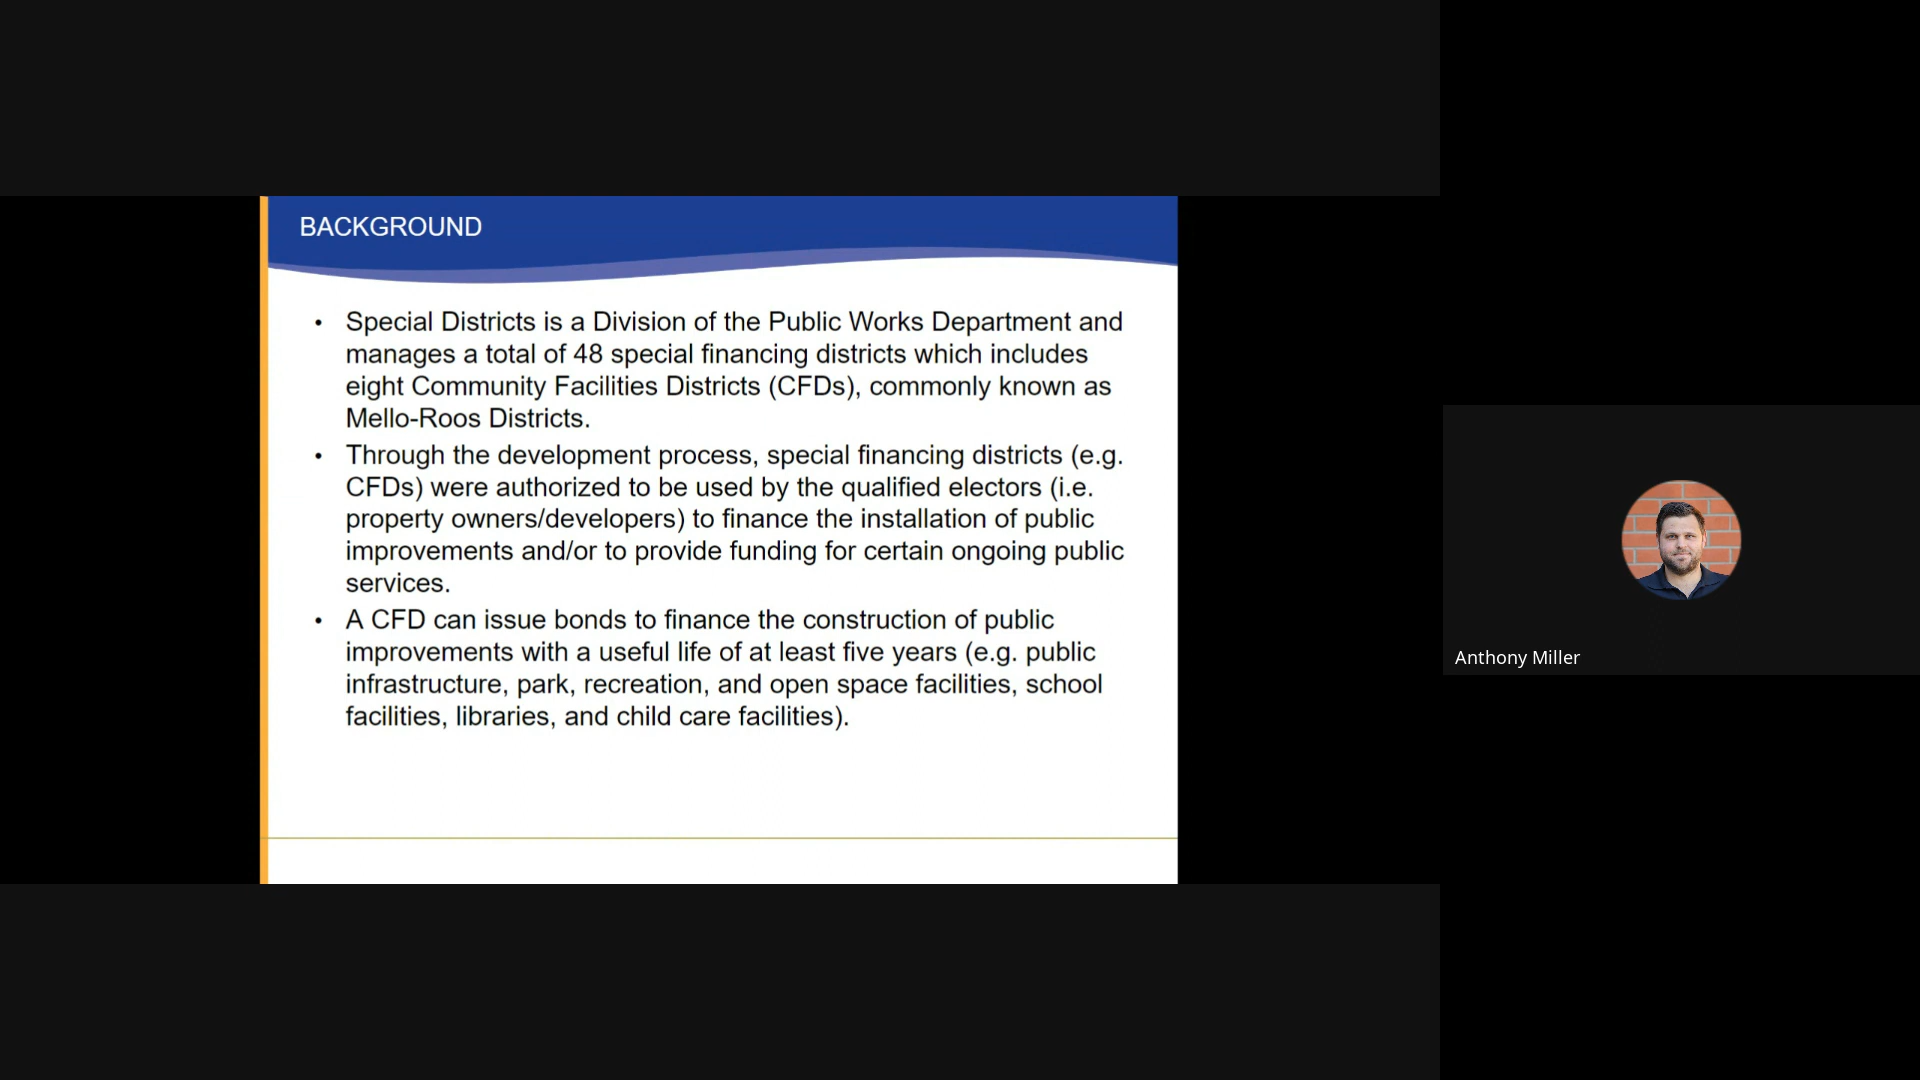 BACKGROUND
• Special Districts is a Division of the Public Works Department and
manages a total of 48 special financing districts which includes
eight Community Facilities Districts (CFDs), commonly known as
Mello-Roos Districts.
• Through the development process, special financing districts (e.g.
CFDs) were authorized to be used by the qualified electors (i.e.
property owners/developers) to finance the installation of public
improvements and/or to provide funding for certain ongoing public
services.
• A CFD can issue bonds to finance the construction of public
improvements with a useful life of at least five years (e.g. public
infrastructure, park, recreation, and open space facilities, school
facilities, libraries, and child care facilities).
Anthony Miller